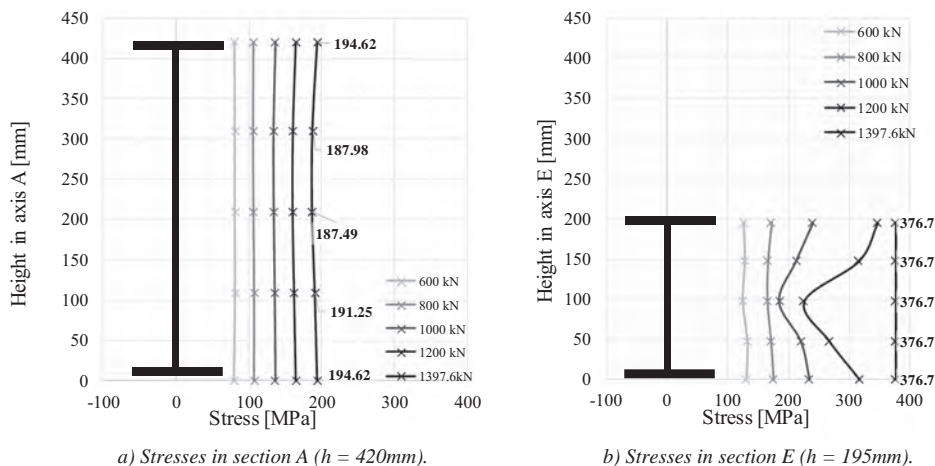 450
400
350
300
250
200
150
100
50
0
-100 0 100 200 300 400
Height in axis A [mm]
Stress [MPa]
194.62
187.98
187.49
191.25
194.62
600 kN
800 kN
1000 kN
1200 kN
1397.6kN
a) Stresses in section A (h = 420mm).
450
400
350
300
250
200
150
100
50
0
-100 0 100 200 300 400
Height in axis E [mm]
Stress [MPa]
600 kN
800 kN
1000 kN
1200 kN
1397.6kN
376.7
376.7
376.7
376.7
376.7
b) Stresses in section E (h = 195mm).